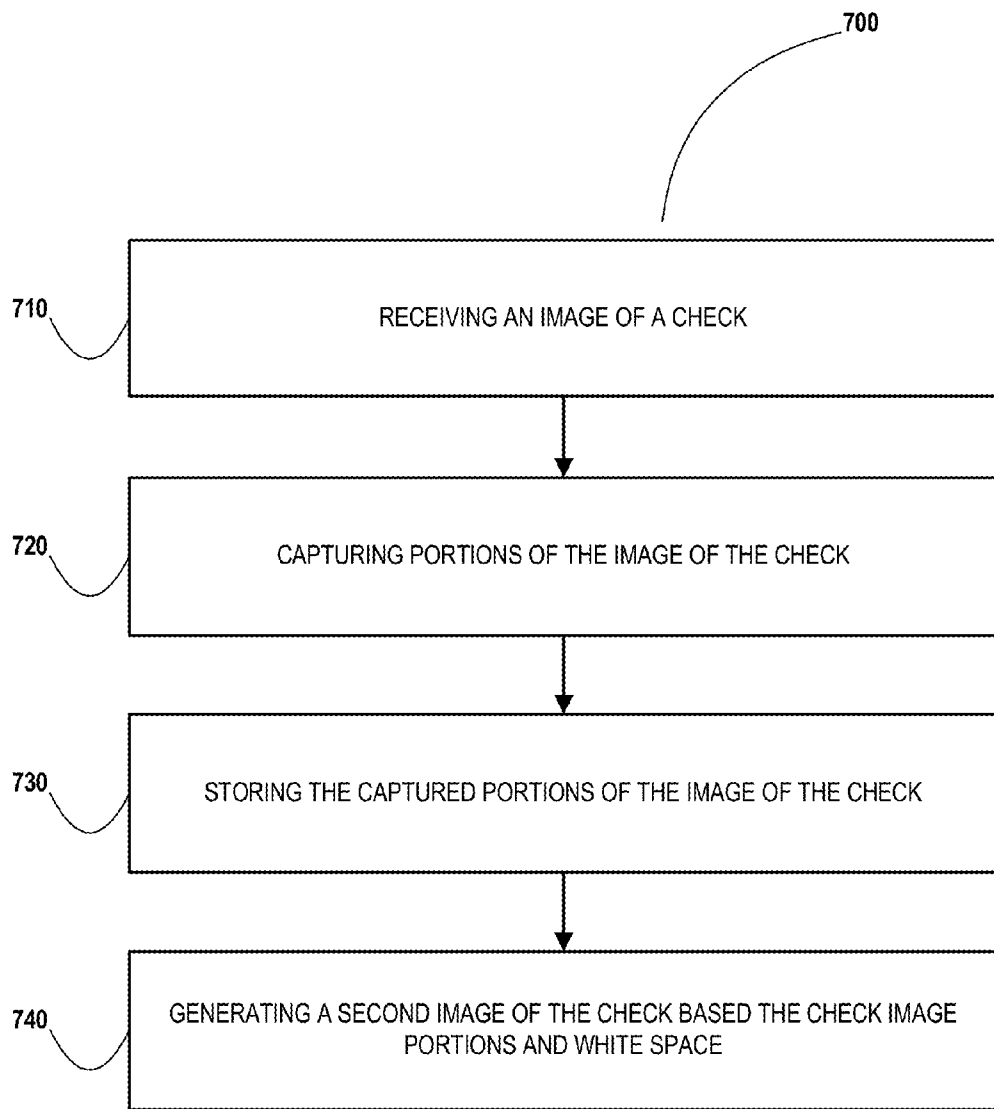 700
710
RECEIVING AN IMAGE OF A CHECK
720
CAPTURING PORTIONS OF THE IMAGE OF THE CHECK
730
STORING THE CAPTURED PORTIONS OF THE IMAGE OF THE CHECK
740
GENERATING A SECOND IMAGE OF THE CHECK BASED THE CHECK IMAGE
PORTIONS AND WHITE SPACE